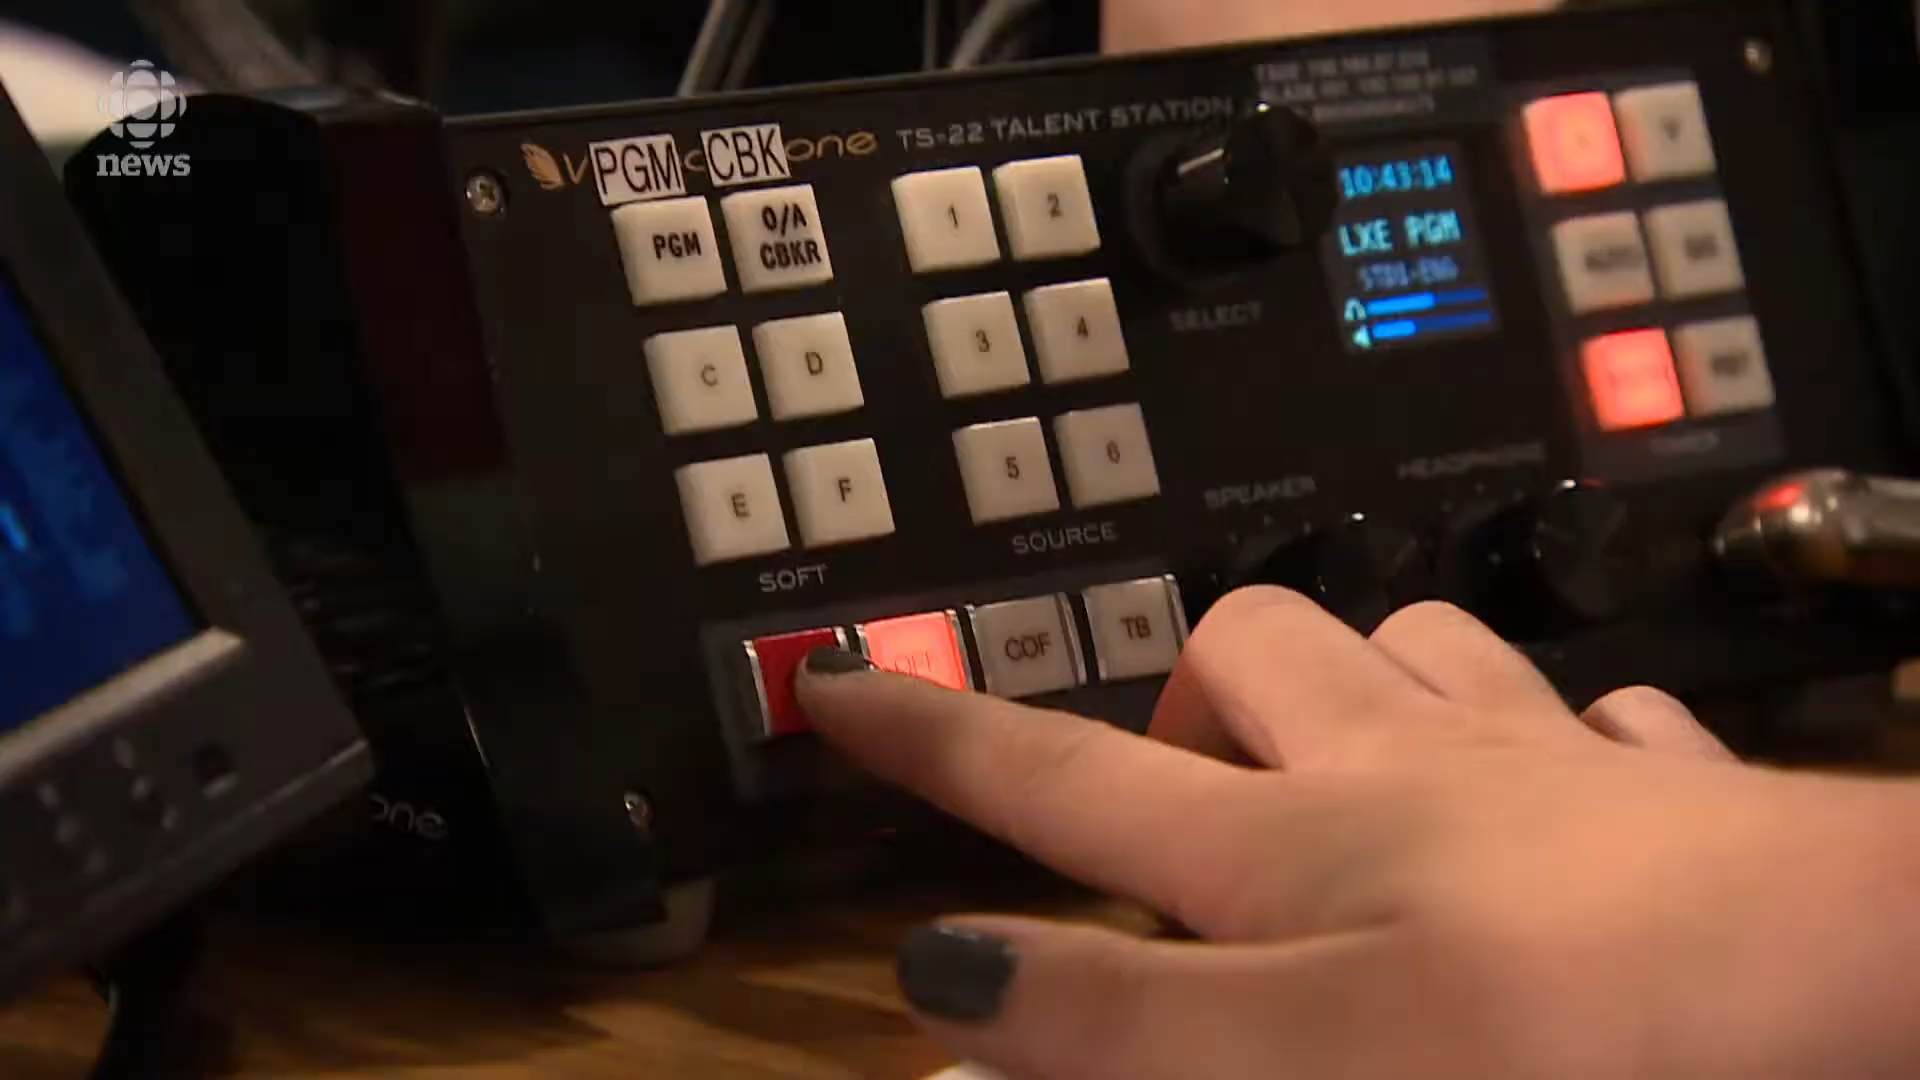 news
PGM CBK
one TS-22 TALENT STATION
PGM
O/A
CBKR
1
2
C
D
3
4
E
F
5
6
SOFT
SOURCE
SELECT
10:43:14
LXE PGM
SPEAKER
HEADPHONE
COF
TB
one